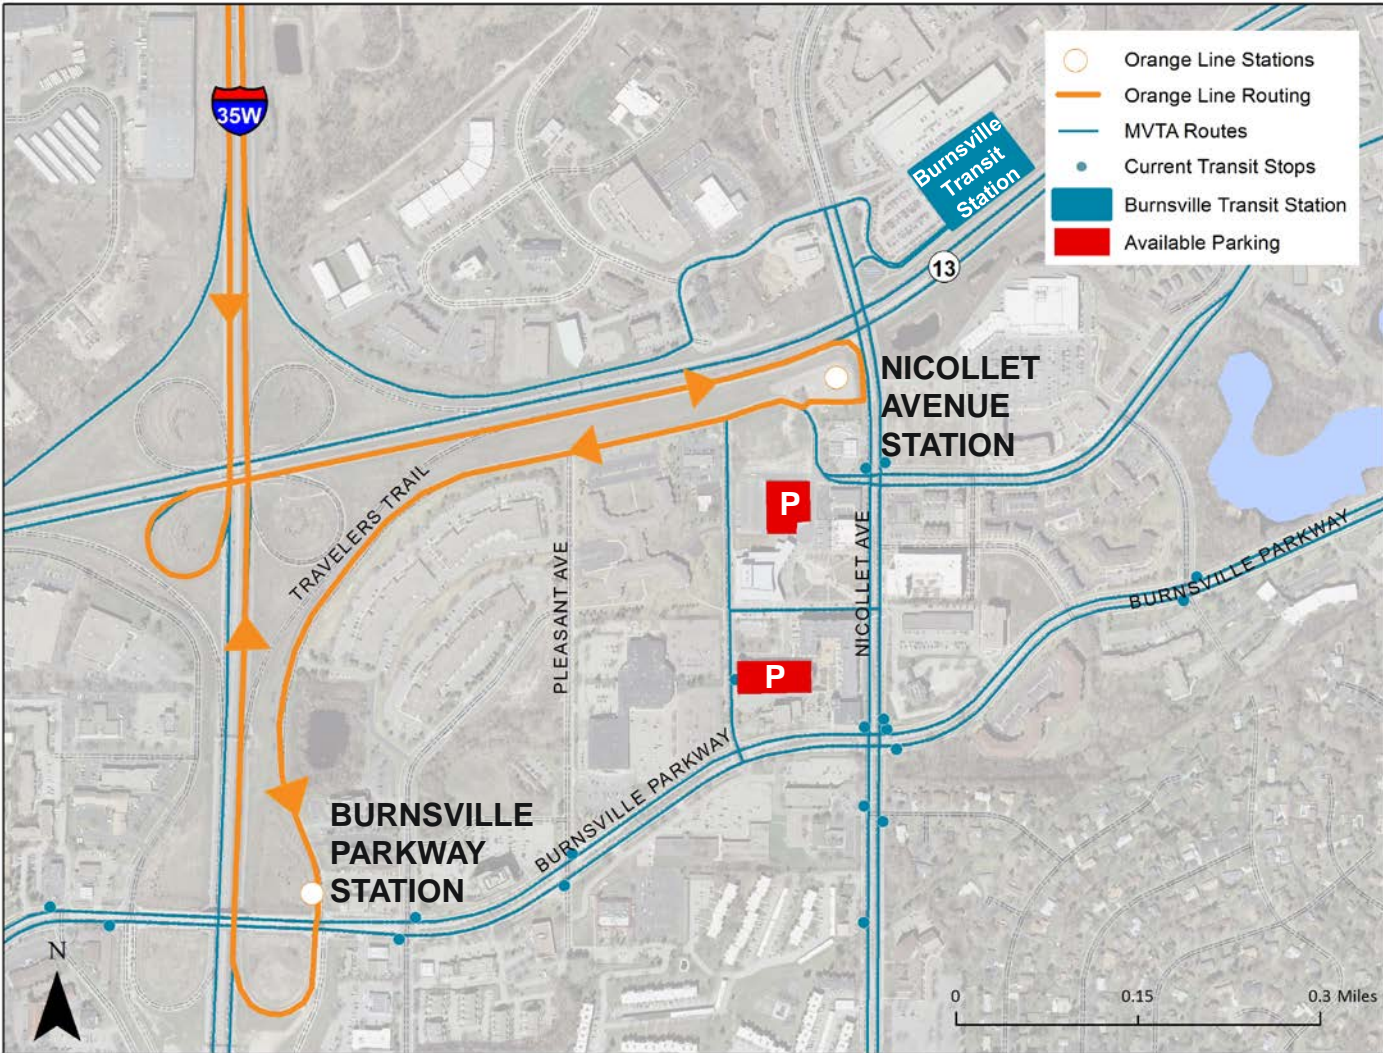 Orange Line Stations
Orange Line Routing
MVTA Routes
Current Transit Stops
Burnsville Transit Station
Available Parking
35W
Burnsville
Transit
Station
13
NICOLLET
AVENUE
STATION
TRAVELERS TRAIL
P
PLEASANT AVE
NICOLLET AVE
BURNSVILLE PARKWAY
P
BURNSVILLE PARKWAY
BURNSVILLE
PARKWAY
STATION
N
0 0.15 0.3 Miles